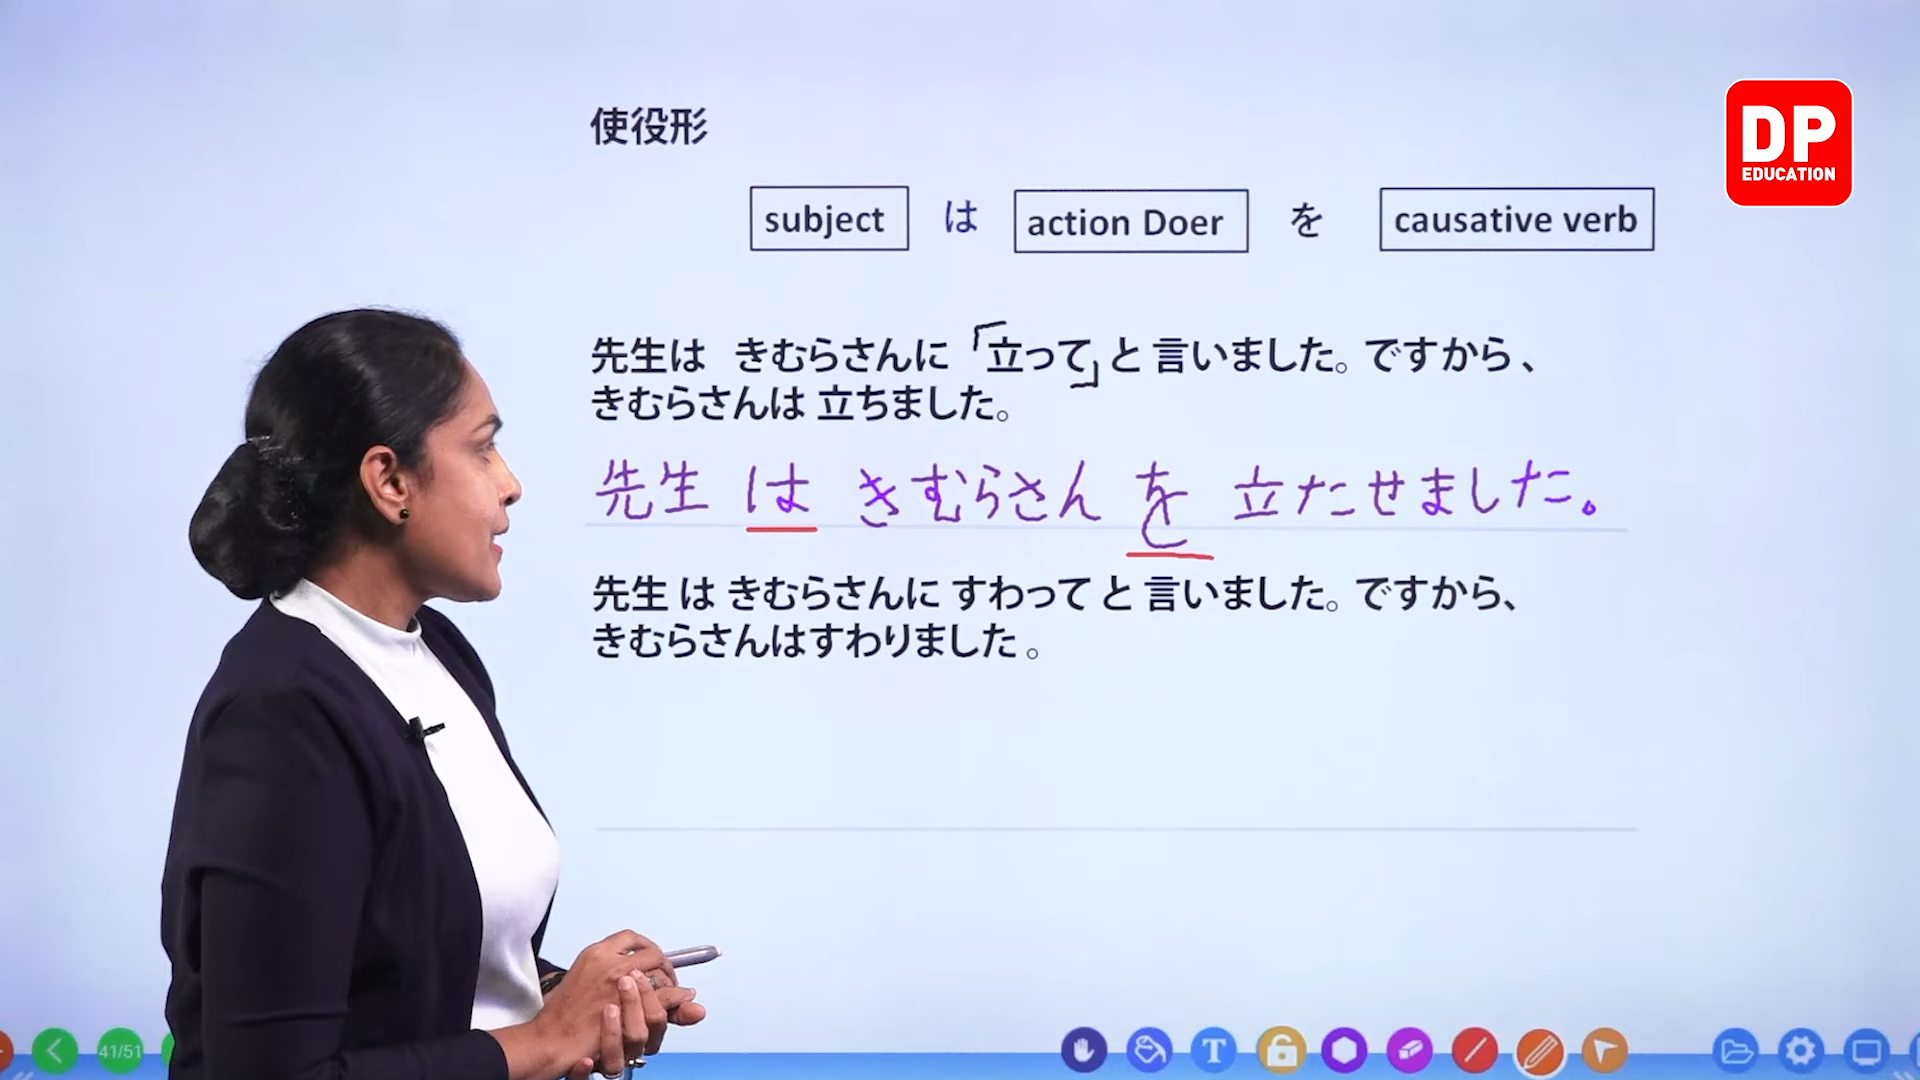 使役形
DP
EDUCATION
subject は action Doer を causative verb
先生は きむらさんに「立って」と 言いました。ですから、
きむらさんは 立ちました。
先生 は きむらさん を 立たせました。
先生 は きむらさんに すわって と 言いました。ですから、
きむらさんはすわりました 。
41/51
T